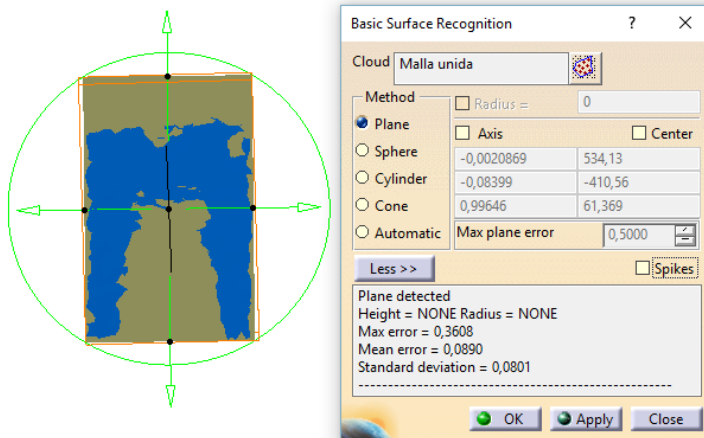 Basic Surface Recognition ? ×
Cloud Malla unida
Method
Radius = 0
Plane
Axis Center
Sphere
-0,0020869 534,13
Cylinder
-0,08399 -410,56
Cone
0,99646 61,369
Automatic
Max plane error 0,5000
Less >>
Spikes
Plane detected
Height = NONE Radius = NONE
Max error = 0,3608
Mean error = 0,0890
Standard deviation = 0,0801
----------------------------------------------------
OK Apply Close